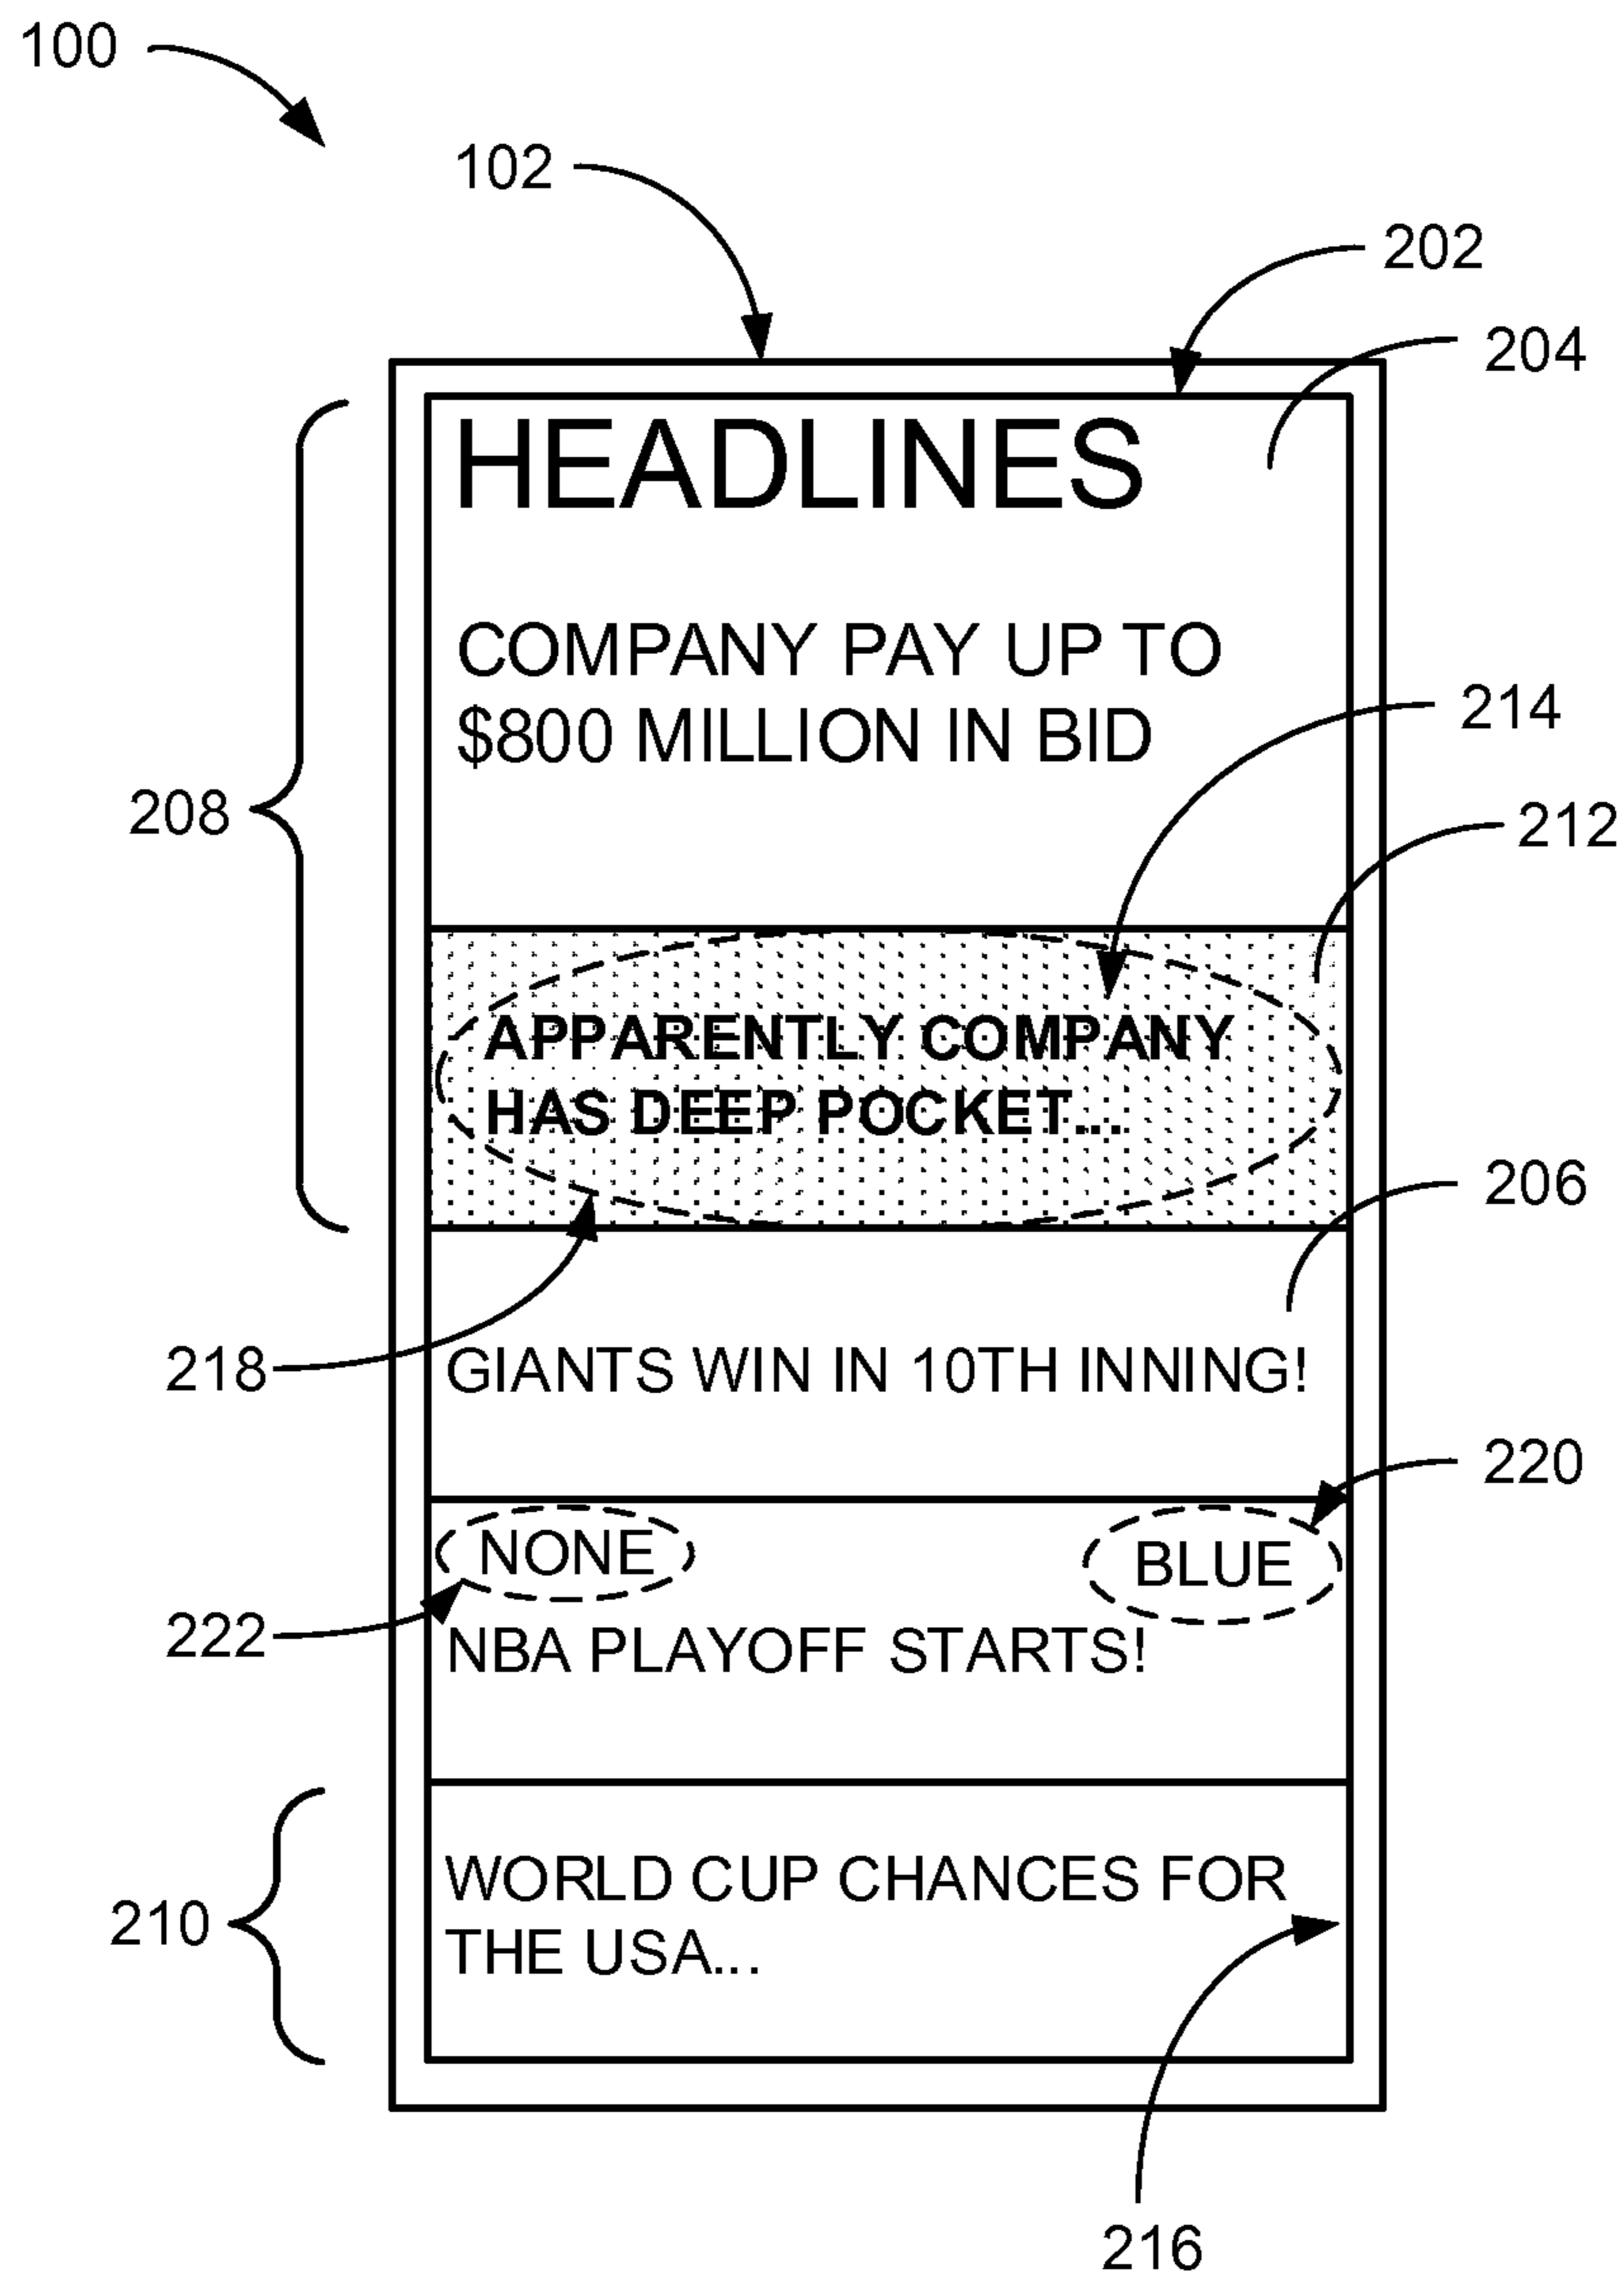 100
102
202
204
HEADLINES
COMPANY PAY UP TO
$800 MILLION IN BID
214
208
212
APPARENTLY COMPANY
HAS DEEP POCKET...
206
218
GIANTS WIN IN 10TH INNING!
220
NONE
BLUE
222
NBA PLAYOFF STARTS!
WORLD CUP CHANCES FOR
210
THE USA...
216